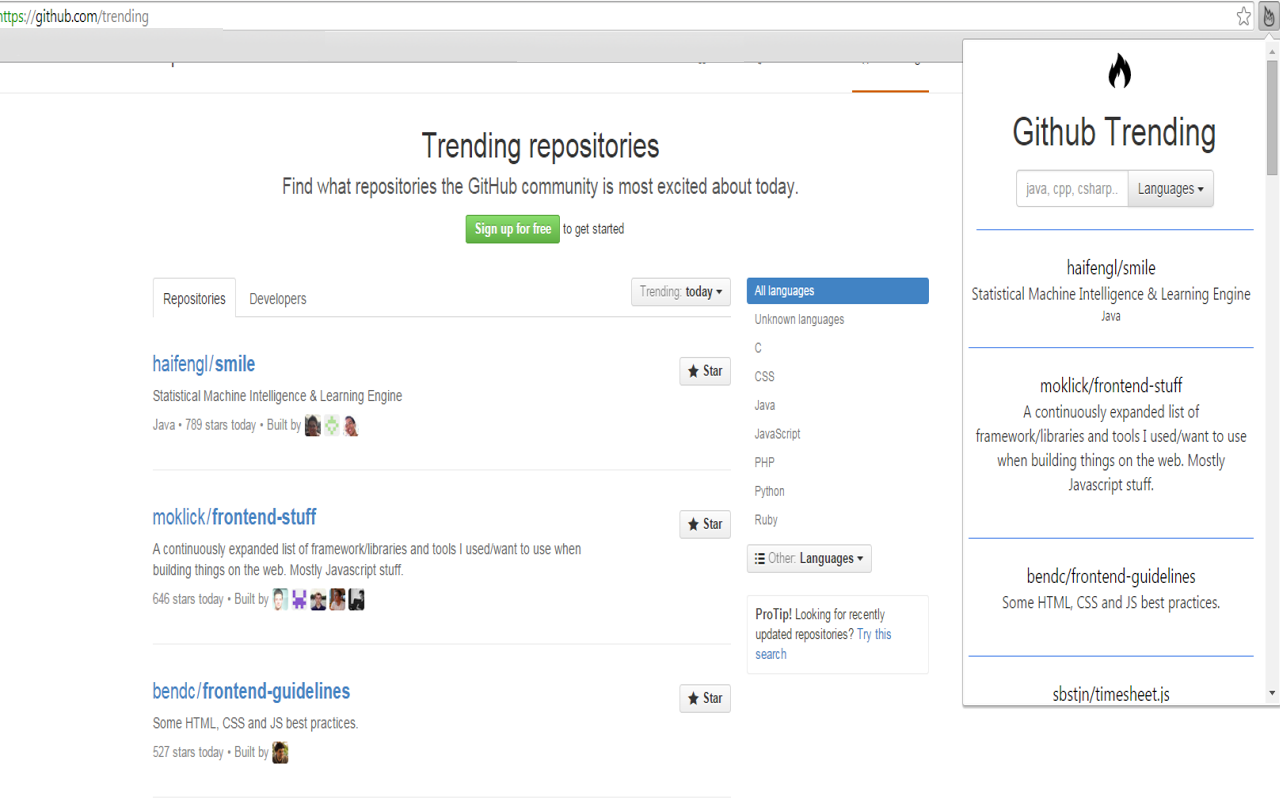 https://github.com/trending
Trending repositories
Find what repositories the GitHub community is most excited about today.
Sign up for free to get started
Repositories
Developers
Trending: today
haifengl/smile
Star
Statistical Machine Intelligence & Learning Engine
Java • 789 stars today • Built by
moklick/frontend-stuff
Star
A continuously expanded list of framework/libraries and tools I used/want to use when
building things on the web. Mostly Javascript stuff.
646 stars today • Built by
bendc/frontend-guidelines
Star
Some HTML, CSS and JS best practices.
527 stars today • Built by
All languages
Unknown languages
C
CSS
Java
JavaScript
PHP
Python
Ruby
Other: Languages
ProTip! Looking for recently
updated repositories? Try this
search
Github Trending
java, cpp, csharp..
Languages
haifengl/smile
Statistical Machine Intelligence & Learning Engine
Java
moklick/frontend-stuff
A continuously expanded list of
framework/libraries and tools I used/want to use
when building things on the web. Mostly
Javascript stuff.
bendc/frontend-guidelines
Some HTML, CSS and JS best practices.
sbstjn/timesheet.js